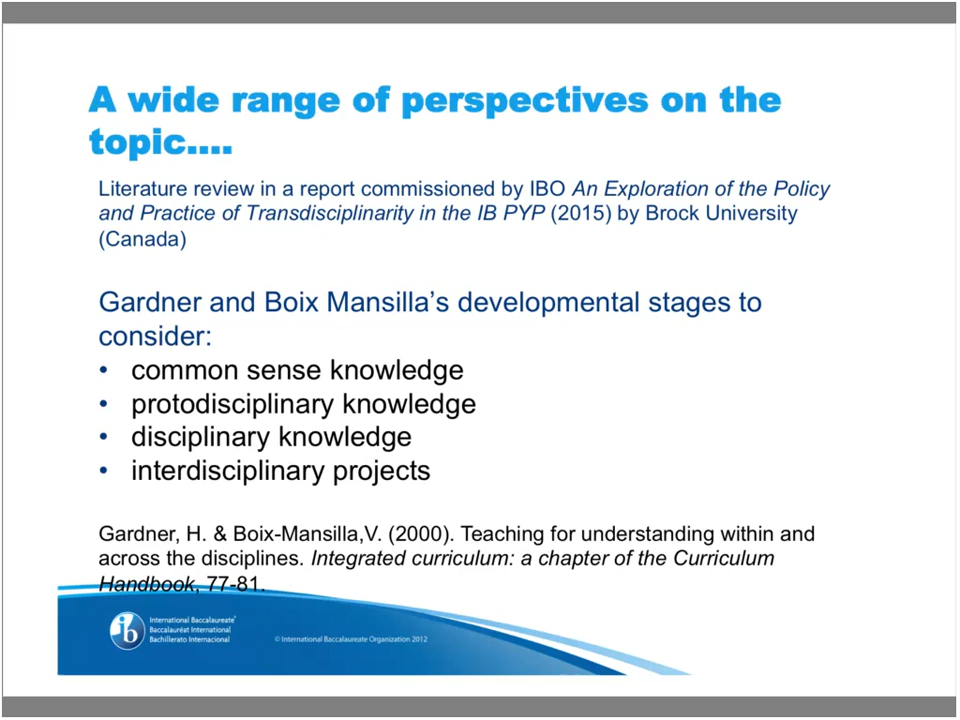 A wide range of perspectives on the
topic....
Literature review in a report commissioned by IBO An Exploration of the Policy
and Practice of Transdisciplinarity in the IB PYP (2015) by Brock University
(Canada)
Gardner and Boix Mansilla’s developmental stages to
consider:
• common sense knowledge
• protodisciplinary knowledge
• disciplinary knowledge
• interdisciplinary projects
Gardner, H. & Boix-Mansilla,V. (2000). Teaching for understanding within and
across the disciplines. Integrated curriculum: a chapter of the Curriculum
Handbook, 77-81.
ib
International Baccalaureate®
Baccalauréat International
Bachillerato Internacional
© International Baccalaureate Organization 2012